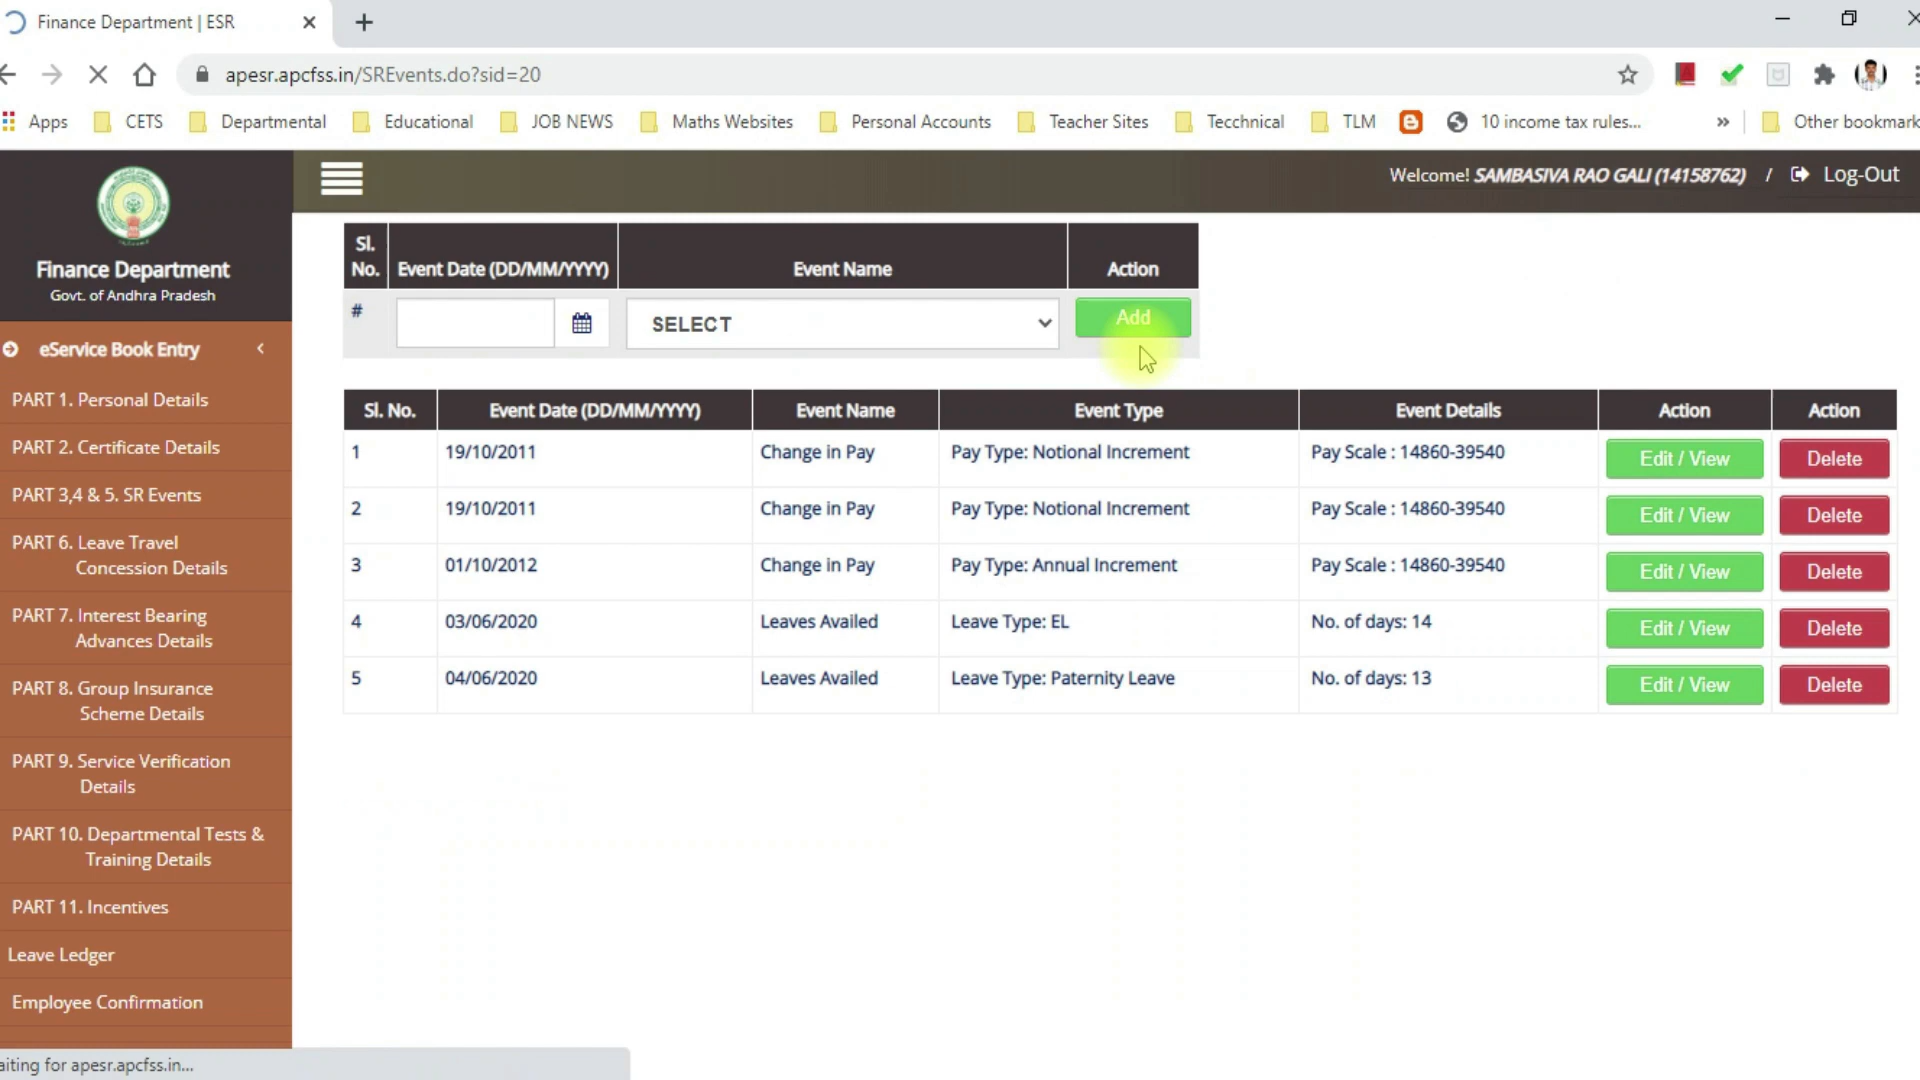 Finance Department | ESR
apesr.apcfss.in/SREvents.do?sid=20
Apps CETS Departmental Educational JOB NEWS Maths Websites Personal Accounts Teacher Sites Tecchnical TLM 10 income tax rules... » Other bookmark
Finance Department
Govt. of Andhra Pradesh
Welcome! SAMBASIVA RAO GALI (14158762) / Log-Out
eService Book Entry
PART 1. Personal Details
PART 2. Certificate Details
PART 3,4 & 5. SR Events
PART 6. Leave Travel
Concession Details
PART 7. Interest Bearing
Advances Details
PART 8. Group Insurance
Scheme Details
PART 9. Service Verification
Details
PART 10. Departmental Tests &
Training Details
PART 11. Incentives
Leave Ledger
Employee Confirmation
Sl. No. Event Date (DD/MM/YYYY) Event Name Action
# SELECT Add
Sl. No. Event Date (DD/MM/YYYY) Event Name Event Type Event Details Action Action
1 19/10/2011 Change in Pay Pay Type: Notional Increment Pay Scale : 14860-39540 Edit / View Delete
2 19/10/2011 Change in Pay Pay Type: Notional Increment Pay Scale : 14860-39540 Edit / View Delete
3 01/10/2012 Change in Pay Pay Type: Annual Increment Pay Scale : 14860-39540 Edit / View Delete
4 03/06/2020 Leaves Availed Leave Type: EL No. of days: 14 Edit / View Delete
5 04/06/2020 Leaves Availed Leave Type: Paternity Leave No. of days: 13 Edit / View Delete
aiting for apesr.apcfss.in...